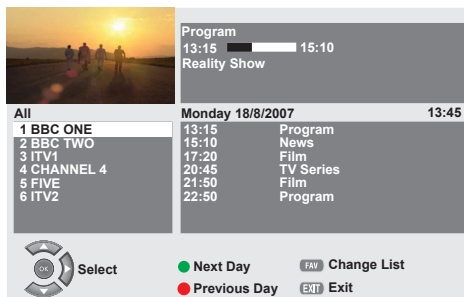 Program
13:15 15:10
Reality Show
All
Monday 18/8/2007 13:45
1 BBC ONE
2 BBC TWO
3 ITV1
4 CHANNEL 4
5 FIVE
6 ITV2
13:15 Program
15:10 News
17:20 Film
20:45 TV Series
21:50 Film
22:50 Program
OK
Select
Next Day
FAV Change List
Previous Day
EXIT Exit